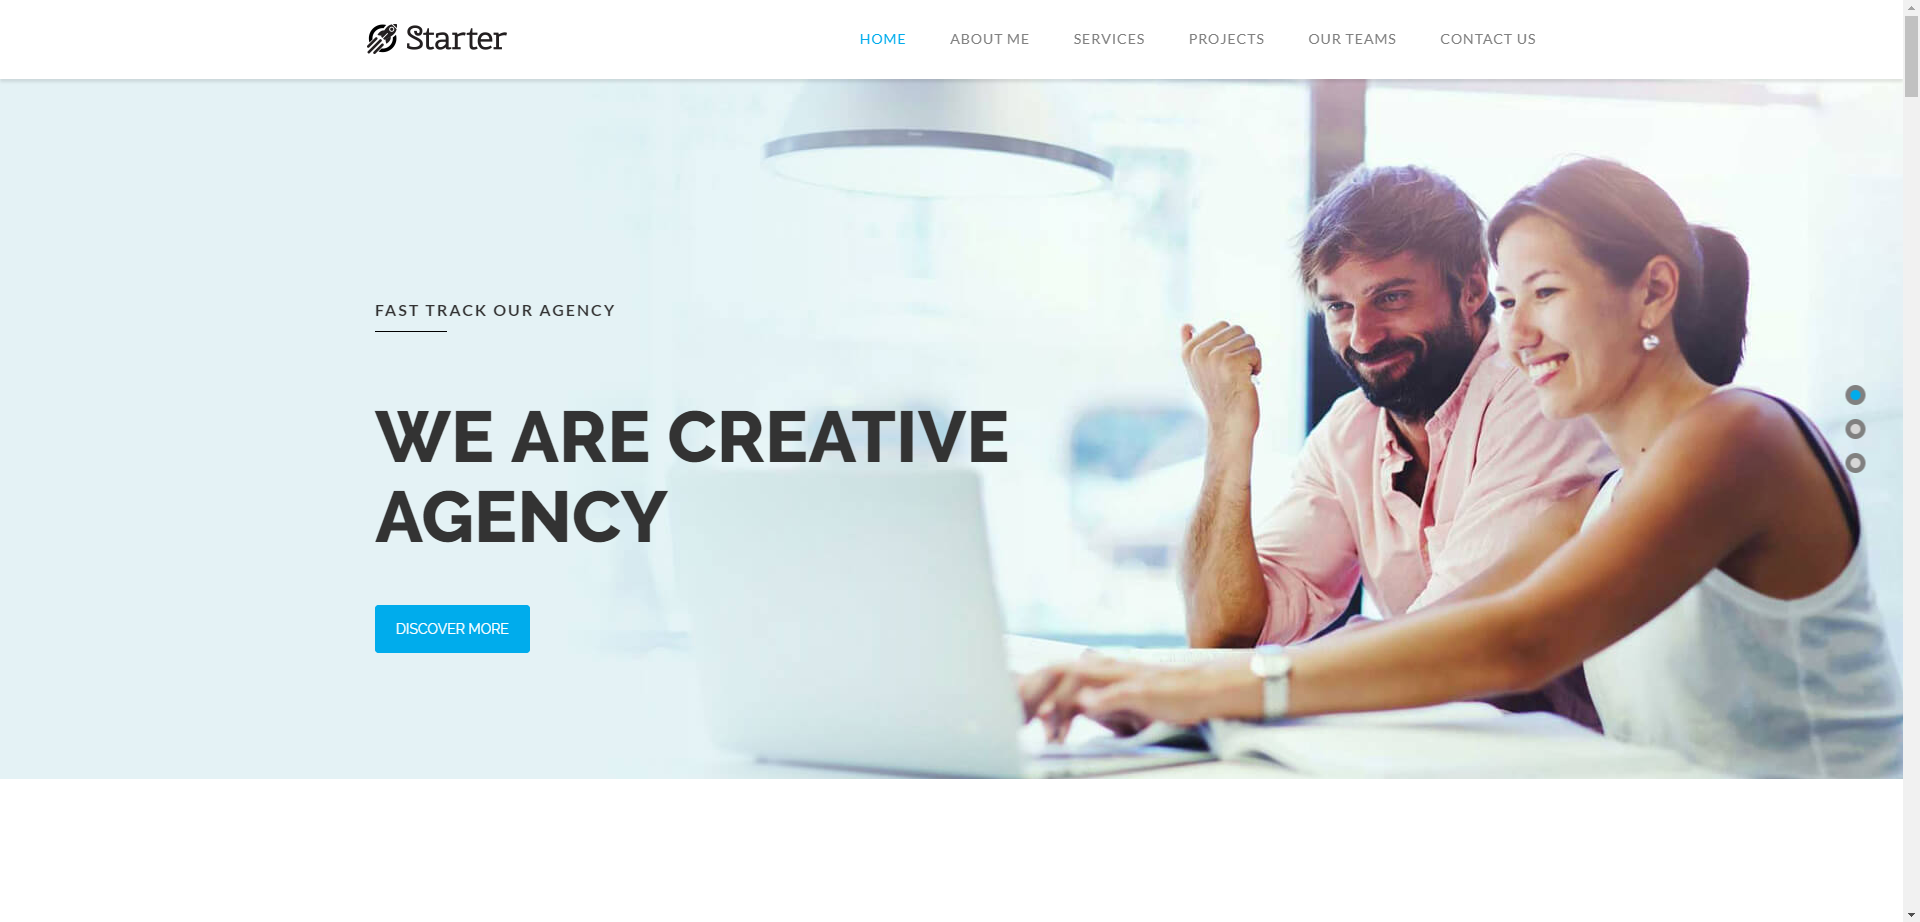 Starter
HOME ABOUT ME SERVICES PROJECTS OUR TEAMS CONTACT US
FAST TRACK OUR AGENCY
WE ARE CREATIVE
AGENCY
DISCOVER MORE